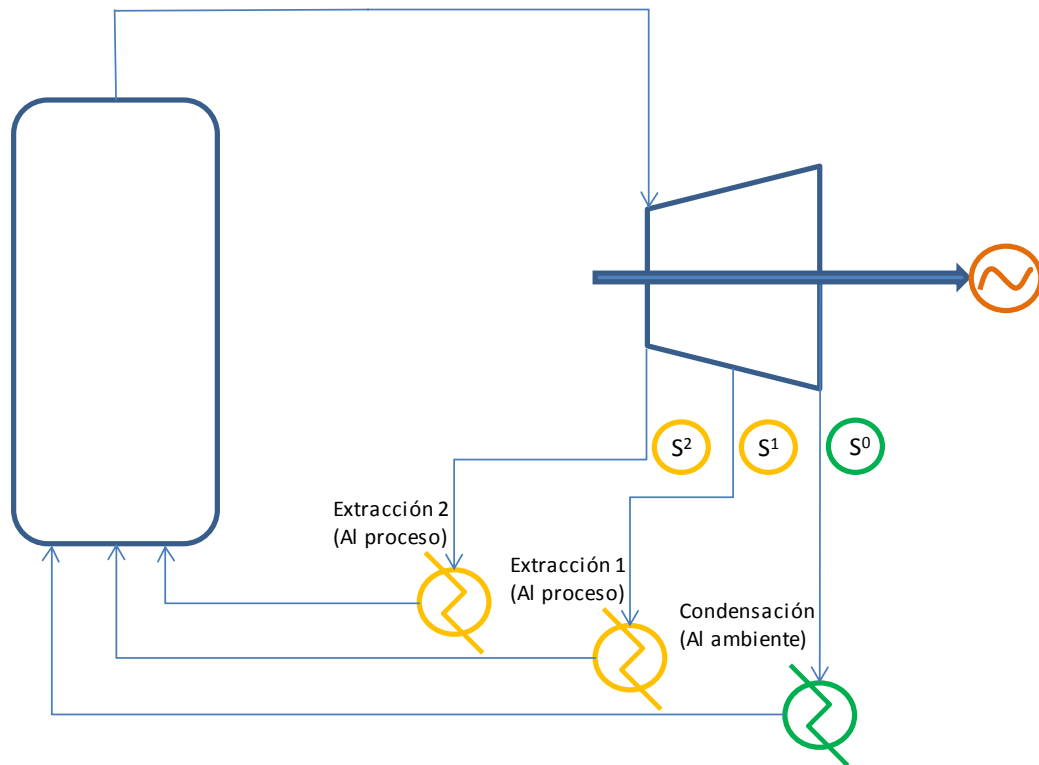 S²
S¹
S⁰
Extracción 2
(Al proceso)
Extracción 1
(Al proceso)
Condensación
(Al ambiente)